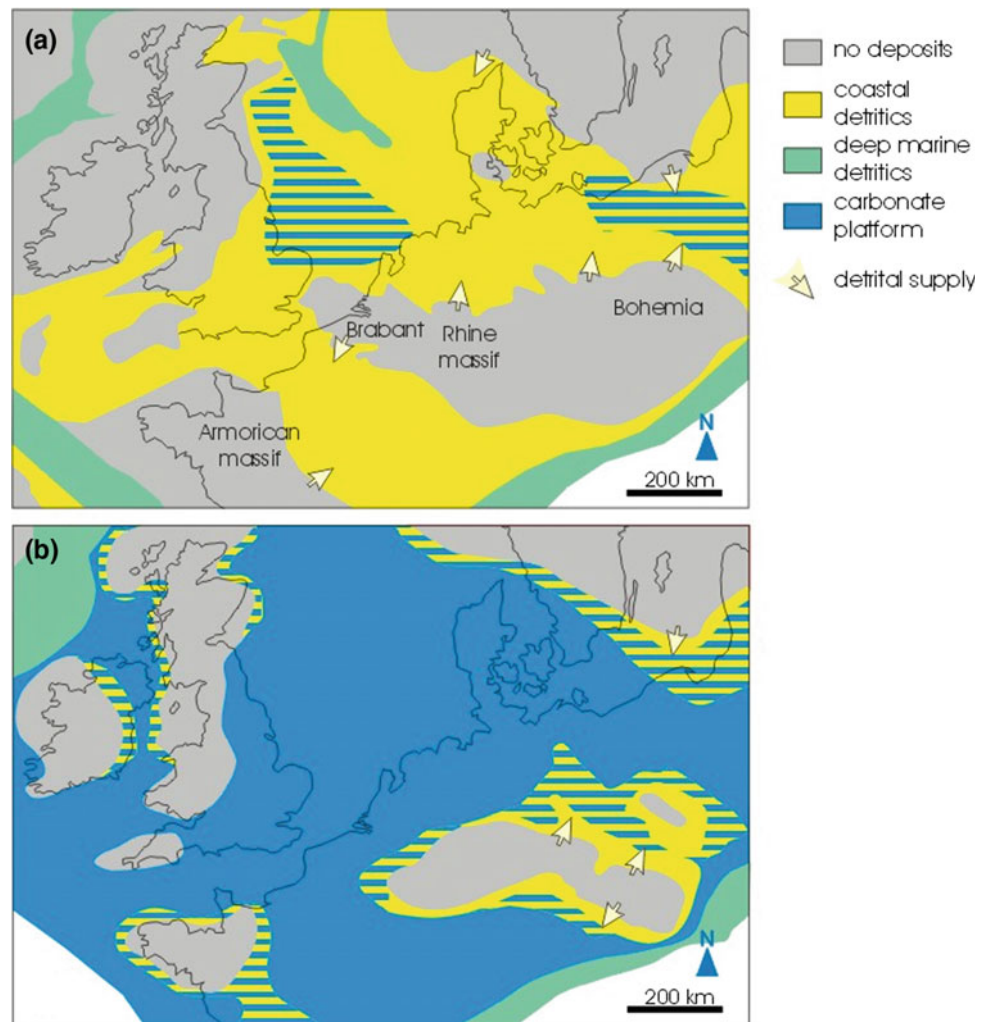 (a)
no deposits
coastal
detritics
deep marine
detritics
carbonate
platform
detrital supply
Brabant
Rhine
massif
Bohemia
Armorican
massif
N
200 km
(b)
N
200 km